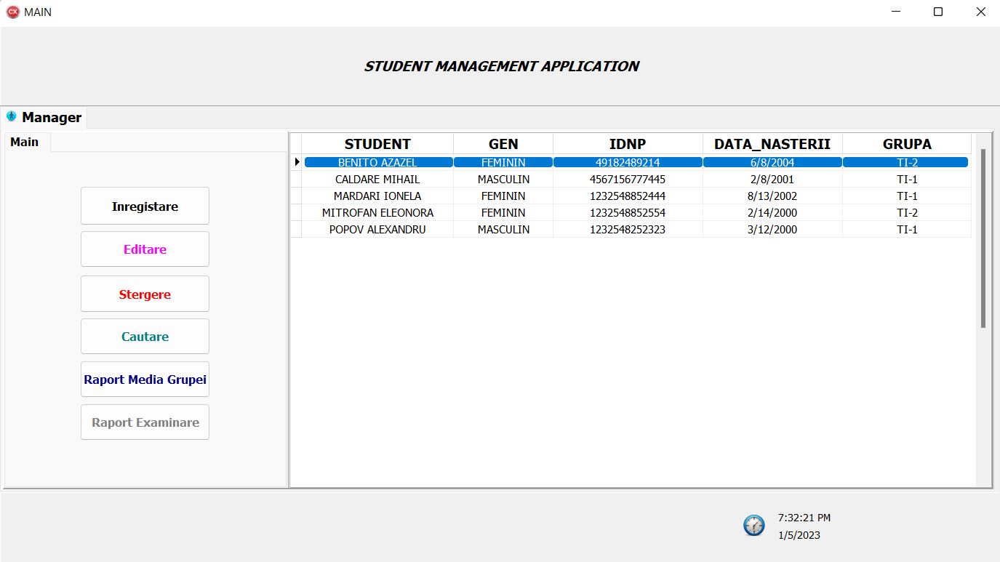 CX MAIN
STUDENT MANAGEMENT APPLICATION
Manager
Main
Inregistare
Editare
Stergere
Cautare
Raport Media Grupei
Raport Examinare
STUDENT GEN IDNP DATA_NASTERII GRUPA
BENITO AZAZEL FEMININ 49182489214 6/8/2004 TI-2
CALDARE MIHAIL MASCULIN 4567156777445 2/8/2001 TI-1
MARDARI IONELA FEMININ 1232548852444 8/13/2002 TI-1
MITROFAN ELEONORA FEMININ 1232548852554 2/14/2000 TI-2
POPOV ALEXANDRU MASCULIN 1232548252323 3/12/2000 TI-1
7:32:21 PM
1/5/2023